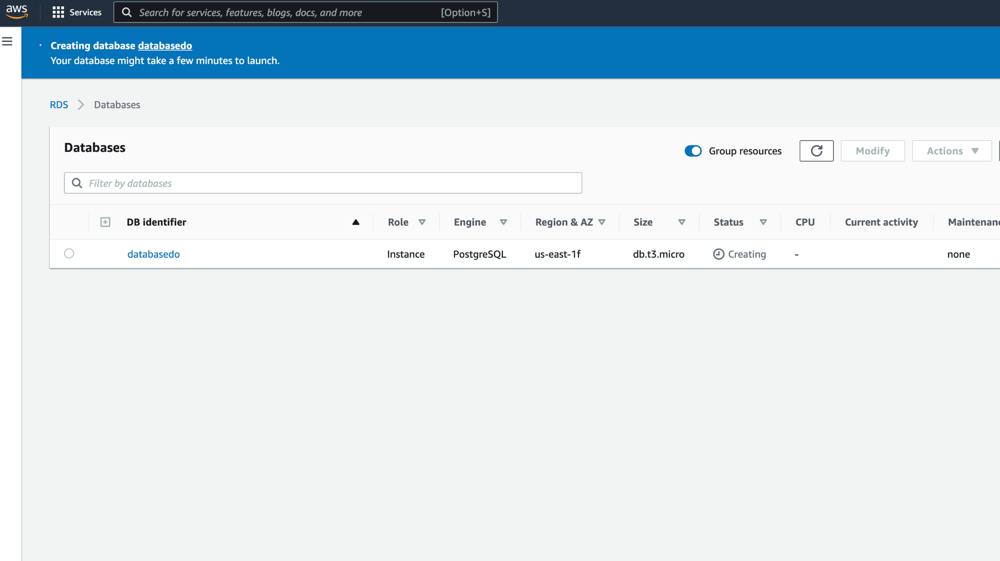 aws
Services
Search for services, features, blogs, docs, and more [Option+S]
Creating database databasedo
Your database might take a few minutes to launch.
RDS Databases
Databases
Group resources
Modify
Actions
Filter by databases
DB identifier Role Engine Region & AZ Size Status CPU Current activity Maintenan
databasedo Instance PostgreSQL us-east-1f db.t3.micro Creating - none